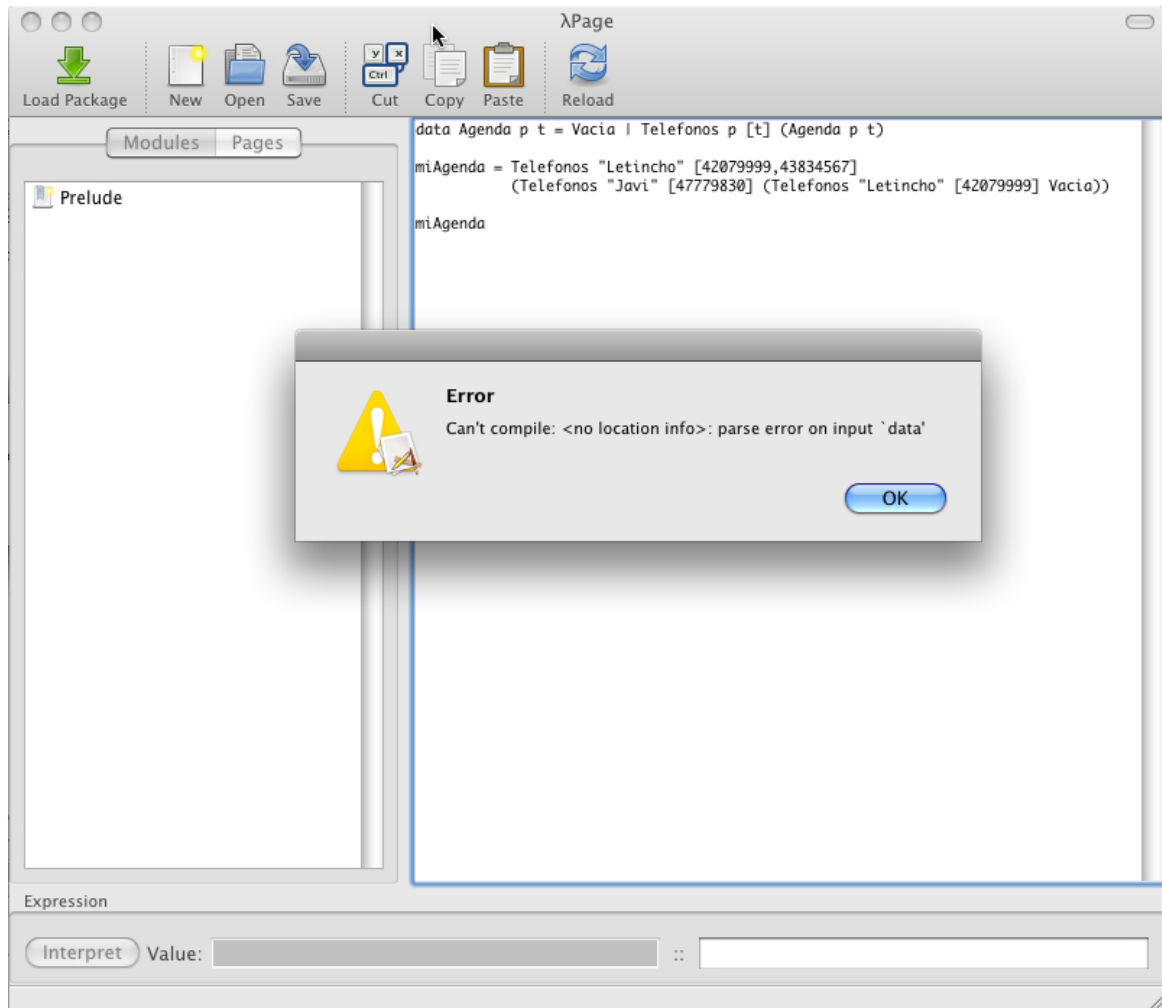 λPage
Load Package New Open Save Ctrl y x Cut Copy Paste Reload
Modules Pages
Prelude
data Agenda p t = Vacia | Telefonos p [t] (Agenda p t)
miAgenda = Telefonos "Letincho" [42079999,43834567]
(Telefonos "Javi" [47779830] (Telefonos "Letincho" [42079999] Vacia))
miAgenda
Error
Can't compile: <no location info>: parse error on input `data'
OK
Expression
Interpret Value: ::